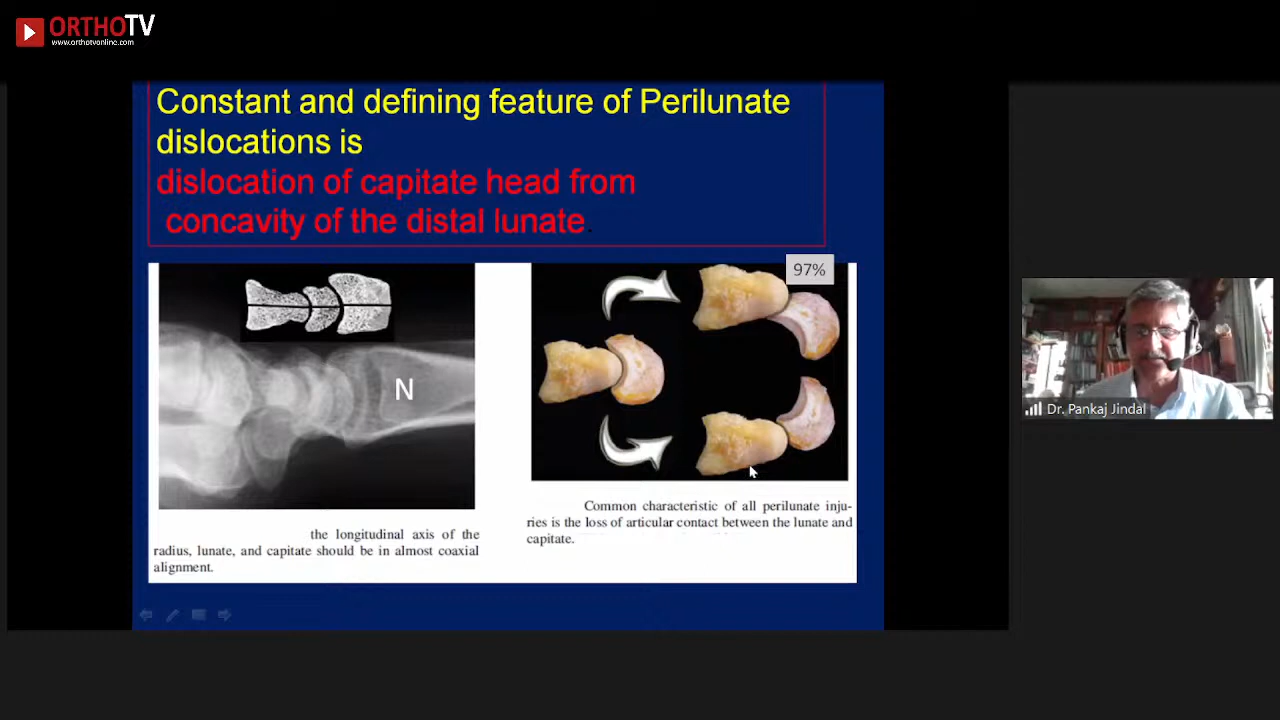 ORTHOTV
www.orthotvonline.com
Constant and defining feature of Perilunate
dislocations is
dislocation of capitate head from
concavity of the distal lunate.
97%
N
the longitudinal axis of the
radius, lunate, and capitate should be in almost coaxial
alignment.
Common characteristic of all perilunate inju-
ries is the loss of articular contact between the lunate and
capitate.
Dr. Pankaj Jindal